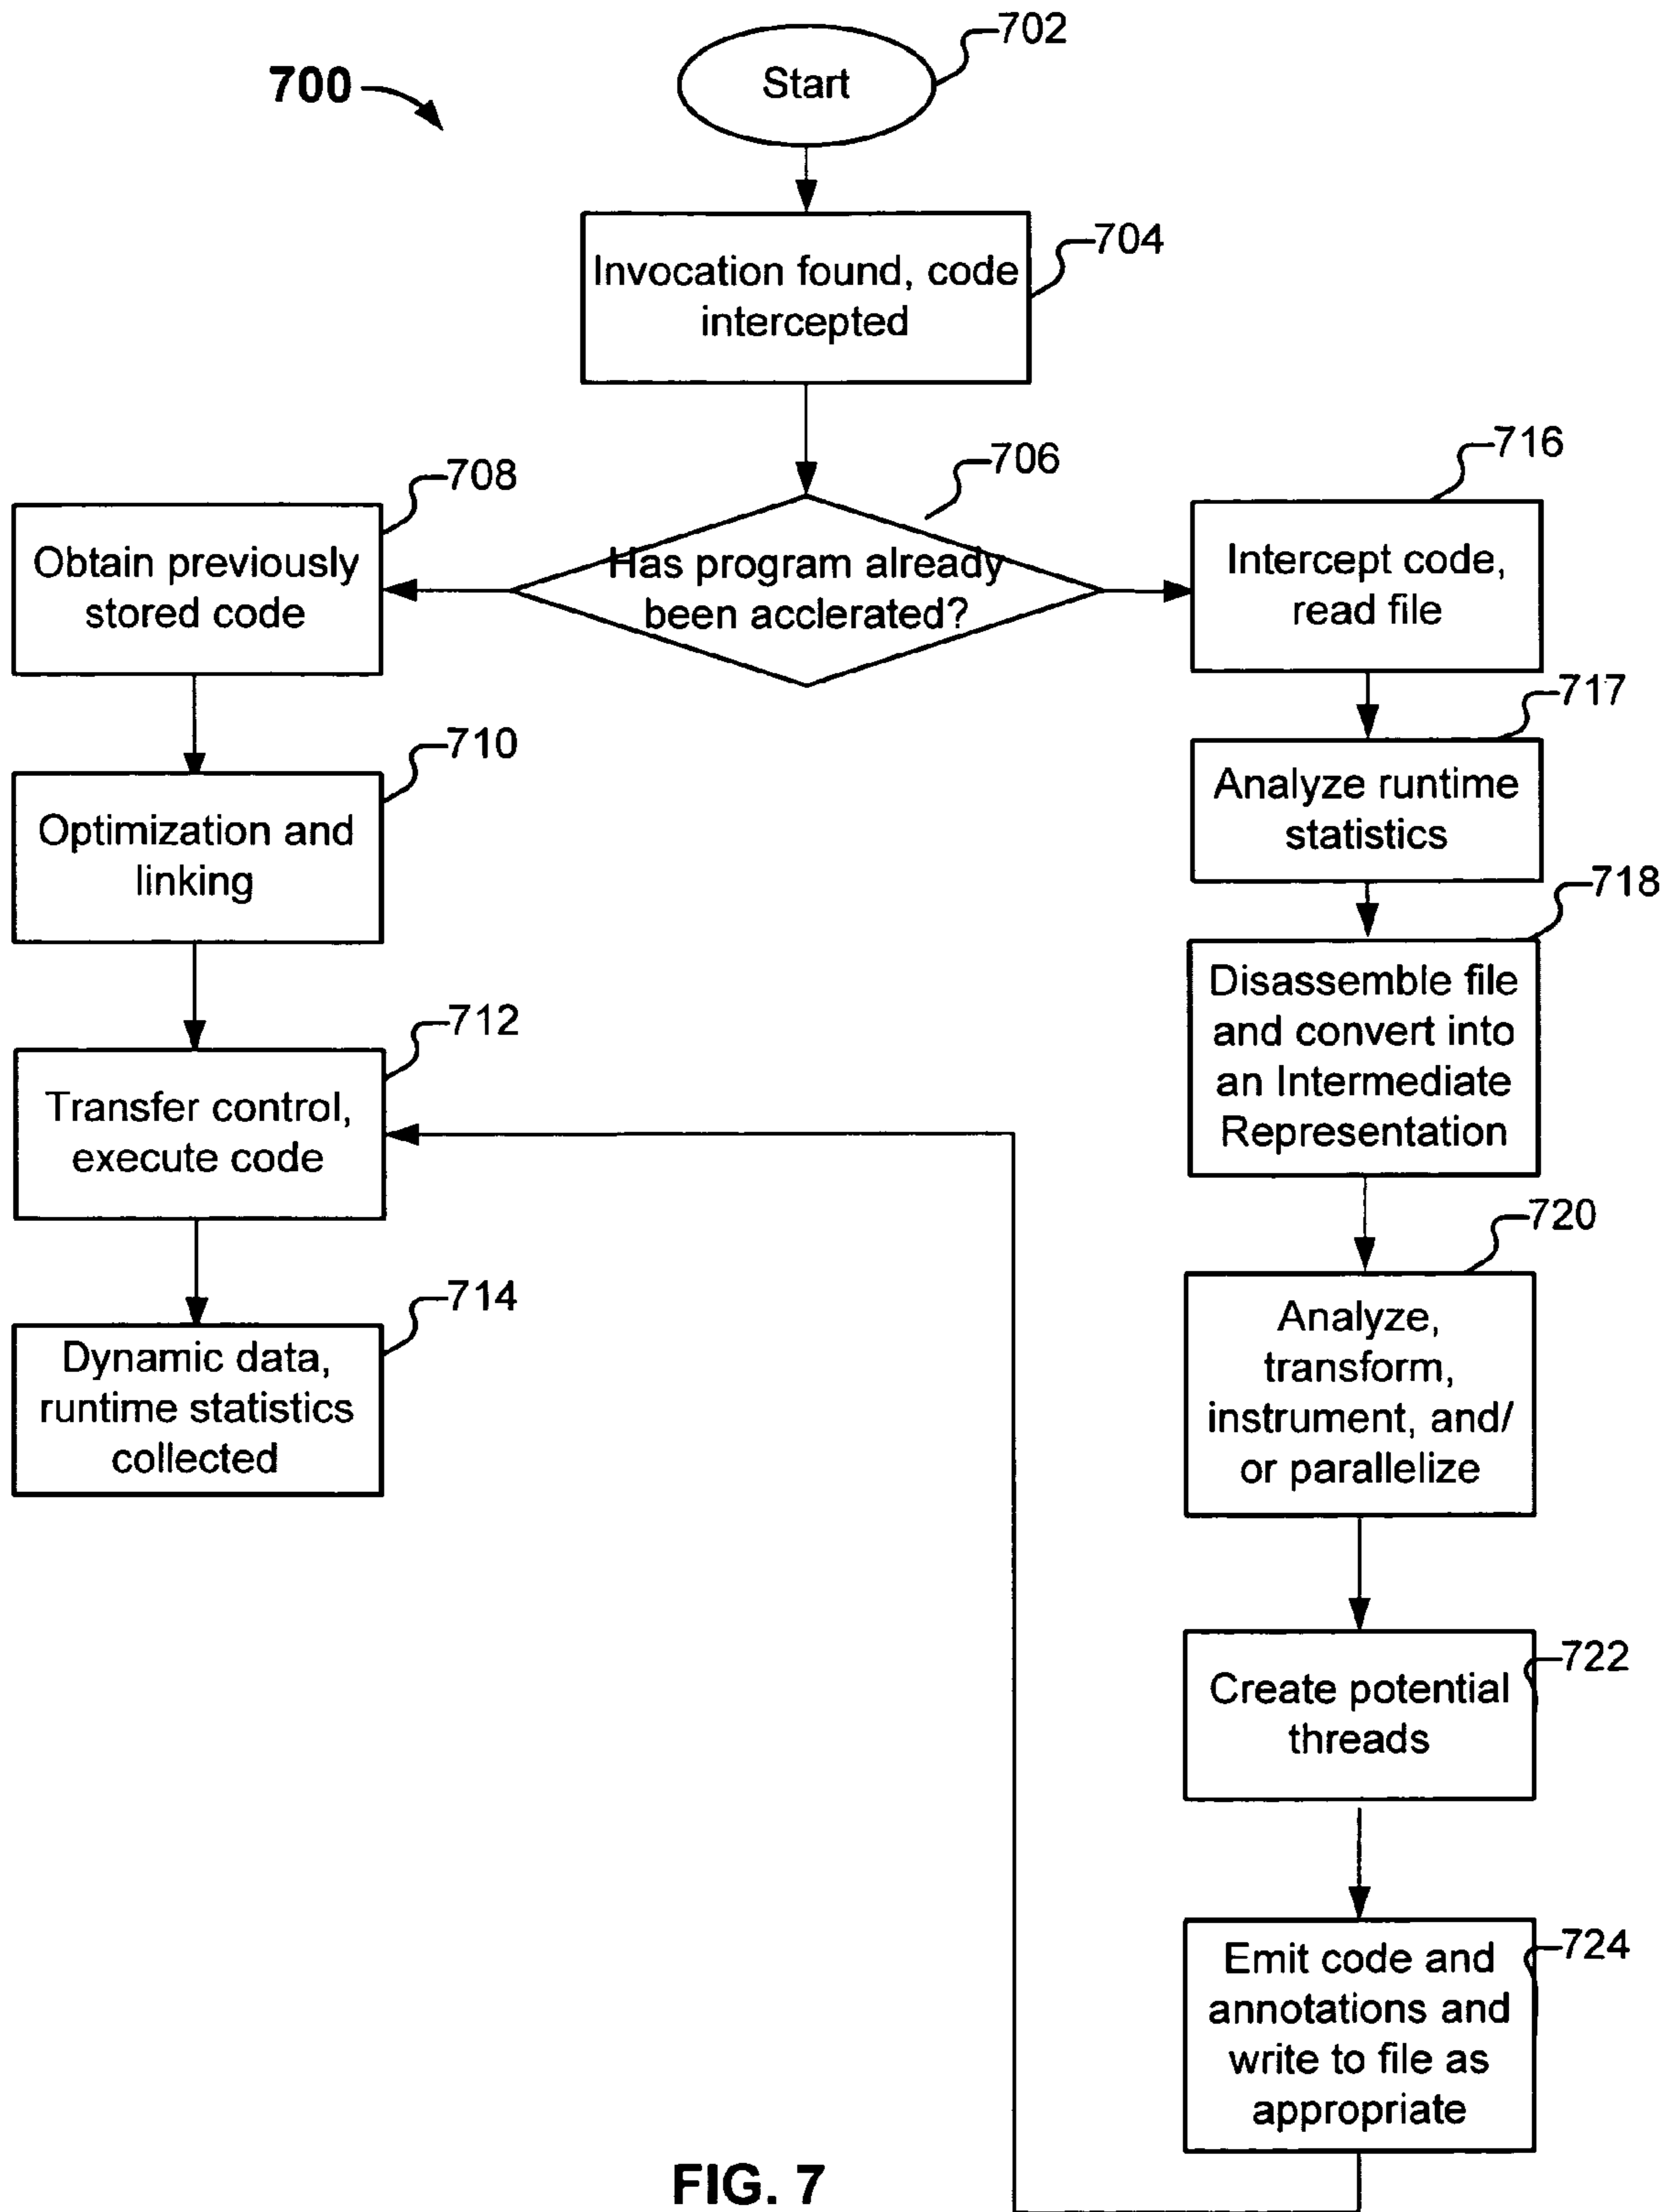 702
700
Start
704
Invocation found, code
intercepted
706
Has program already
been acclerated?
708
Obtain previously
stored code
710
Optimization and
linking
712
Transfer control,
execute code
714
Dynamic data,
runtime statistics
collected
716
Intercept code,
read file
717
Analyze runtime
statistics
718
Disassemble file
and convert into
an Intermediate
Representation
720
Analyze,
transform,
instrument, and/
or parallelize
722
Create potential
threads
724
Emit code and
annotations and
write to file as
appropriate
FIG. 7